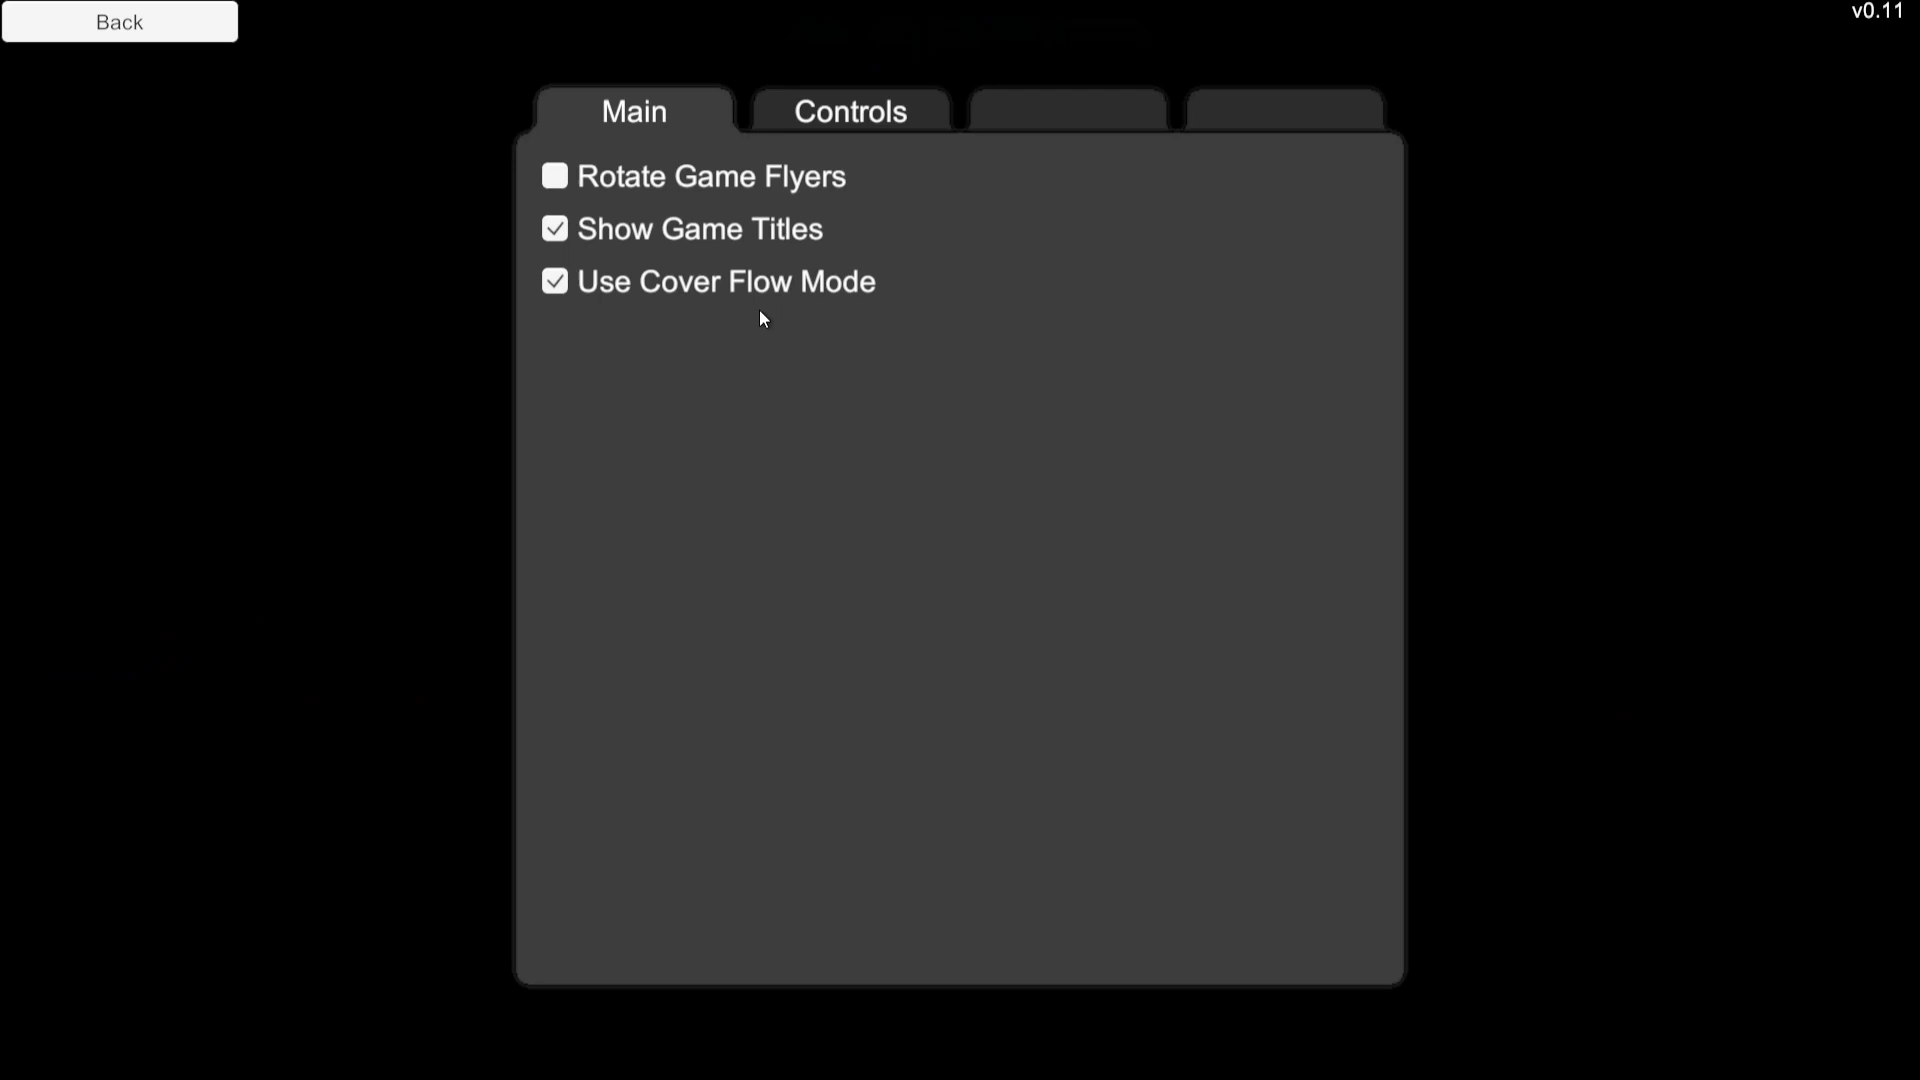 Back
v0.11
Main
Controls
Rotate Game Flyers
Show Game Titles
Use Cover Flow Mode